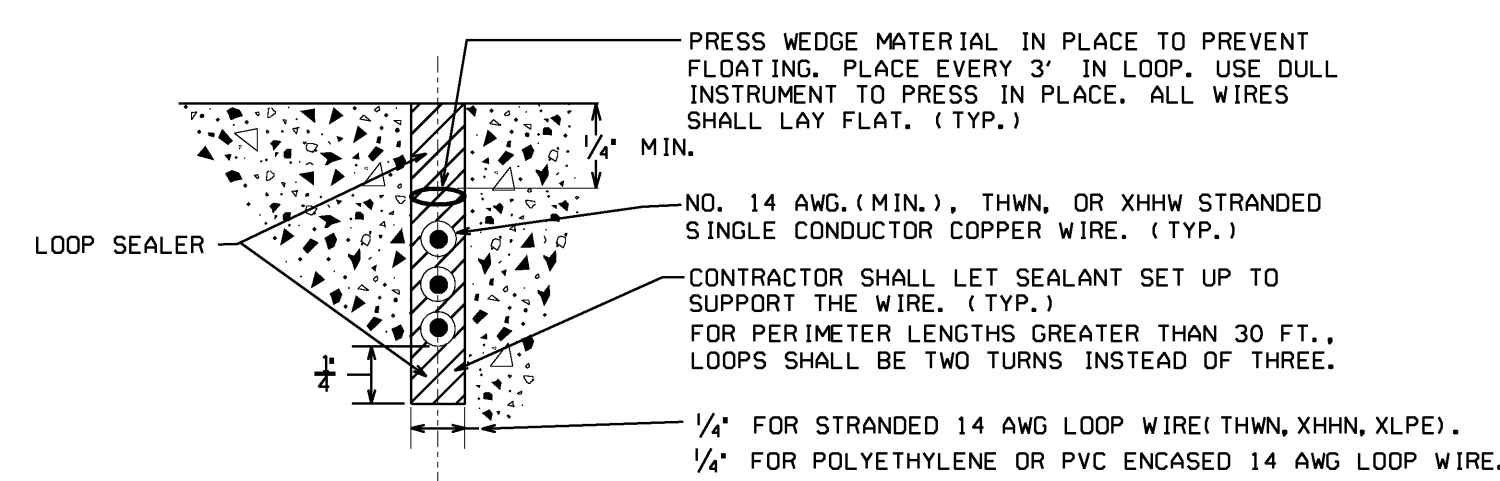 PRESS WEDGE MATERIAL IN PLACE TO PREVENT
FLOATING. PLACE EVERY 3' IN LOOP. USE DULL
INSTRUMENT TO PRESS IN PLACE. ALL WIRES
SHALL LAY FLAT. (TYP.)
1/4" MIN.
NO. 14 AWG.(MIN.), THWN, OR XHHW STRANDED
SINGLE CONDUCTOR COPPER WIRE. (TYP.)
LOOP SEALER
CONTRACTOR SHALL LET SEALANT SET UP TO
SUPPORT THE WIRE. (TYP.)
FOR PERIMETER LENGTHS GREATER THAN 30 FT.,
LOOPS SHALL BE TWO TURNS INSTEAD OF THREE.
1/4"
1/4" FOR STRANDED 14 AWG LOOP WIRE(THWN,XHHN,XLPE).
1/4" FOR POLYETHYLENE OR PVC ENCASED 14 AWG LOOP WIRE.